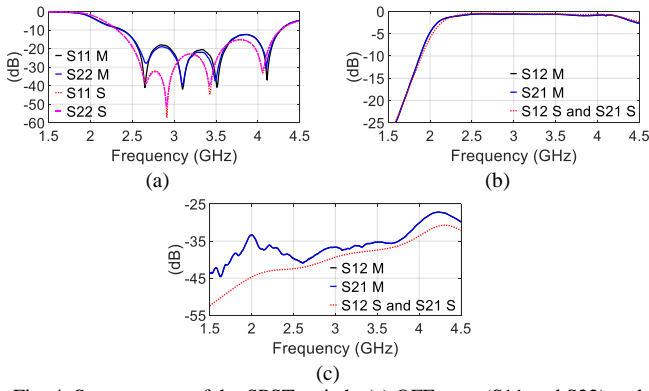 0
-10
-20
-30
-40
-50
-60
(dB)
S11 M
S22 M
S11 S
S22 S
1.5 2 2.5 3 3.5 4 4.5
Frequency (GHz)
(a)
0
-5
-10
-15
-20
-25
(dB)
S12 M
S21 M
S12 S and S21 S
1.5 2 2.5 3 3.5 4 4.5
Frequency (GHz)
(b)
-25
-35
-45
-55
(dB)
S12 M
S21 M
S12 S and S21 S
1.5 2 2.5 3 3.5 4 4.5
Frequency (GHz)
(c)